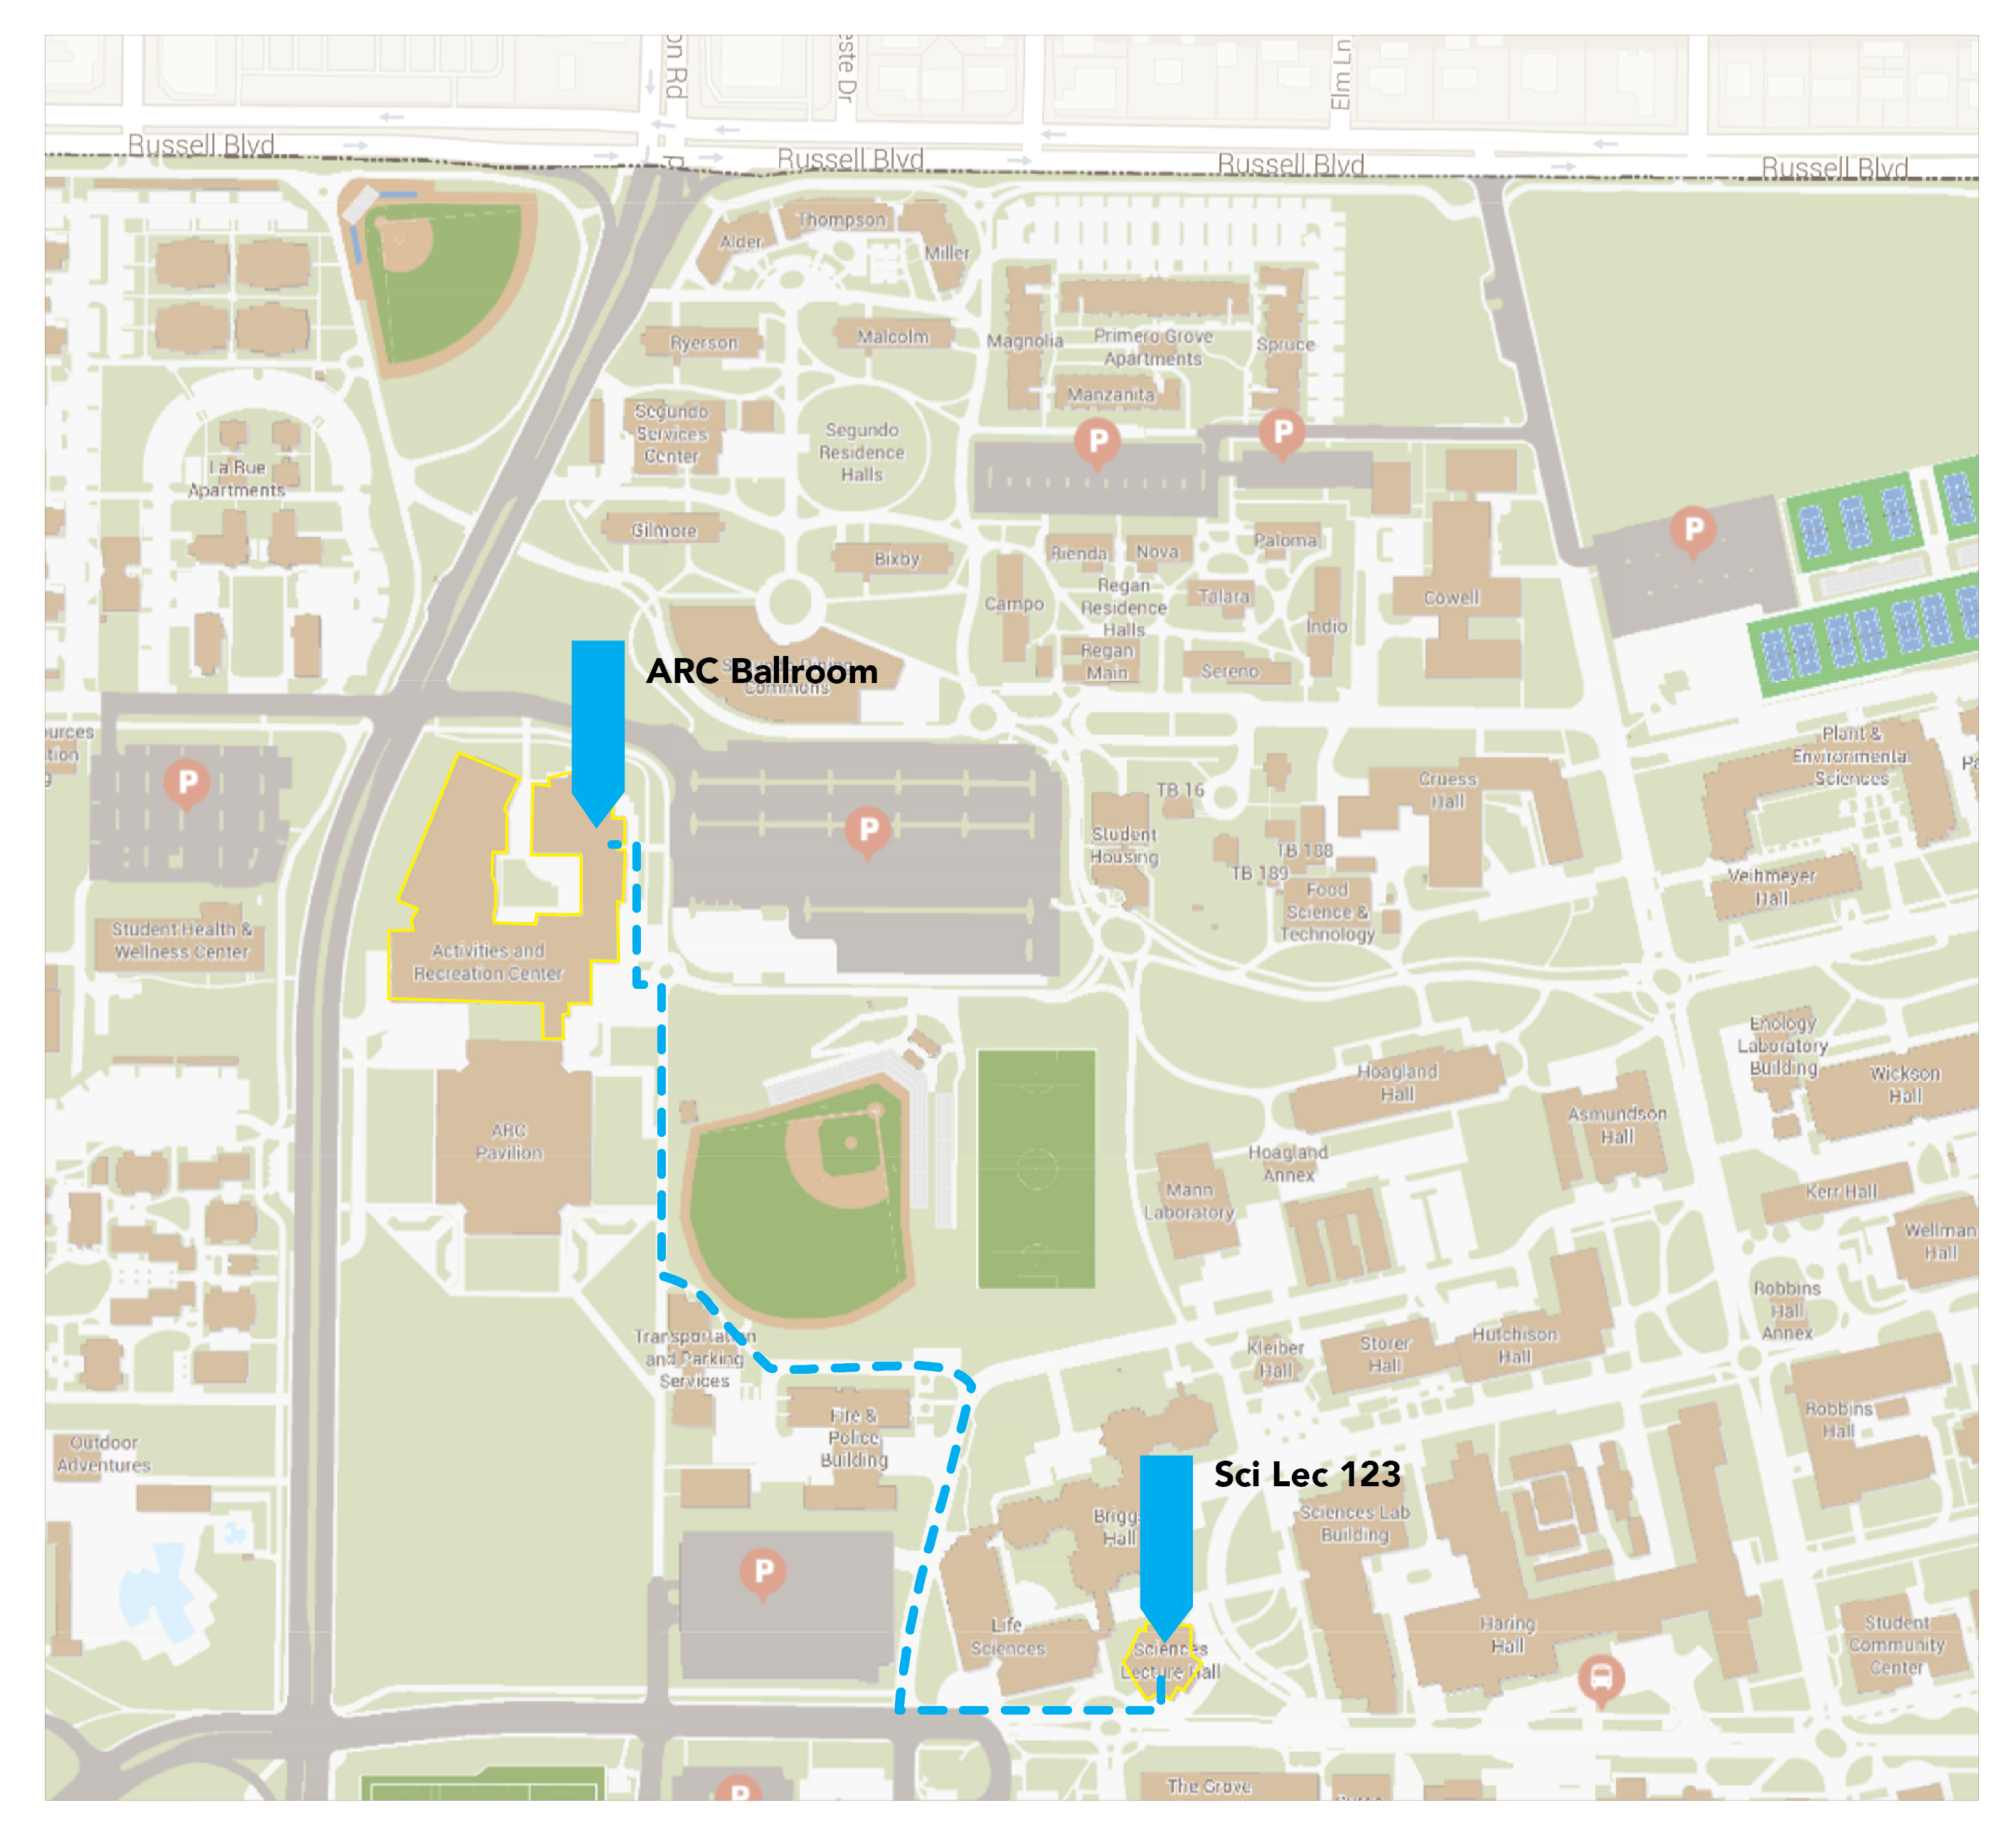 on Rd
este Dr
Elm Ln
Russell Blvd
Russell Blvd
Russell Blvd
Russell Blvd
Thompson
Alder
Miller
Ryerson
Malcolm
Magnolia
Primero Grove
Apartments
Spruce
Manzanita
Segundo
Services
Center
Segundo
Residence
Halls
P
P
La Rue
Apartments
Gilmore
Bixby
Rienda
Nova
Paloma
P
Campo
Regan
Residence
Halls
Talara
Indio
Cowell
Regan
Main
Sereno
ARC Ballroom
Dining
Commons
urces
tion
g
P
P
TB 16
Student
Housing
TB 188
TB 189
Cruess
Hall
Food
Science &
Technology
Plant &
Environmental
Sciences
Pa
Veihmeyer
Hall
Student Health &
Wellness Center
Activities and
Recreation Center
ARC
Pavilion
Hoagland
Hall
Enology
Laboratory
Building
Wickson
Hall
Asmundson
Hall
Hoagland
Annex
Mann
Laboratory
Kerr Hall
Wellman
Hall
Robbins
Hall
Annex
Transportation
and Parking
Services
Kleiber
Hall
Storer
Hall
Hutchison
Hall
Fire &
Police
Building
Robbins
Hall
Outdoor
Adventures
Sci Lec 123
Briggs
Hall
Sciences Lab
Building
P
Life
Sciences
Sciences
Lecture Hall
Haring
Hall
Student
Community
Center
P
The Grove